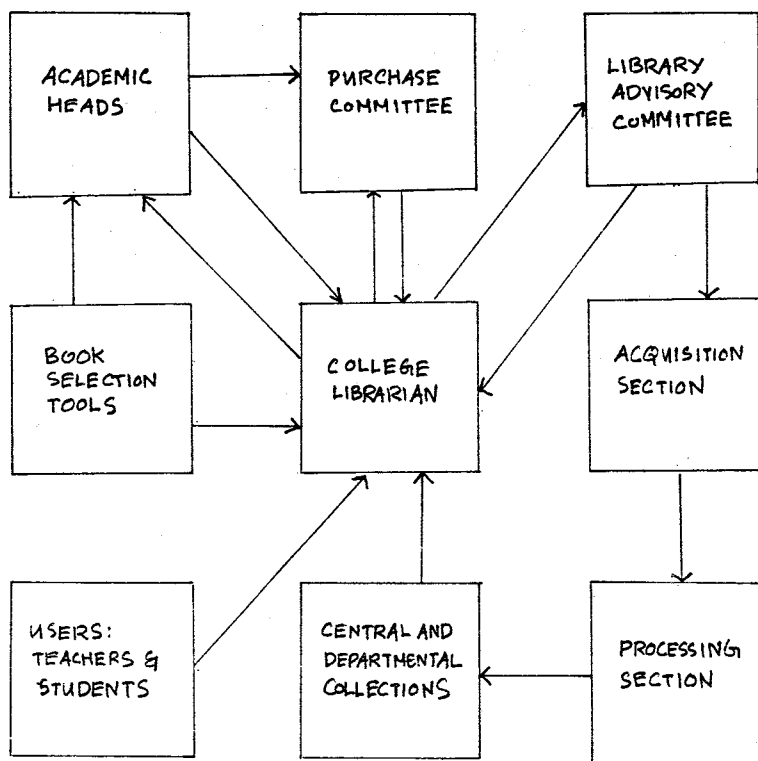 ACADEMIC
HEADS
PURCHASE
COMMITTEE
LIBRARY
ADVISORY
COMMITTEE
BOOK
SELECTION
TOOLS
COLLEGE
LIBRARIAN
ACQUISITION
SECTION
USERS:
TEACHERS &
STUDENTS
CENTRAL AND
DEPARTMENTAL
COLLECTIONS
PROCESSING
SECTION